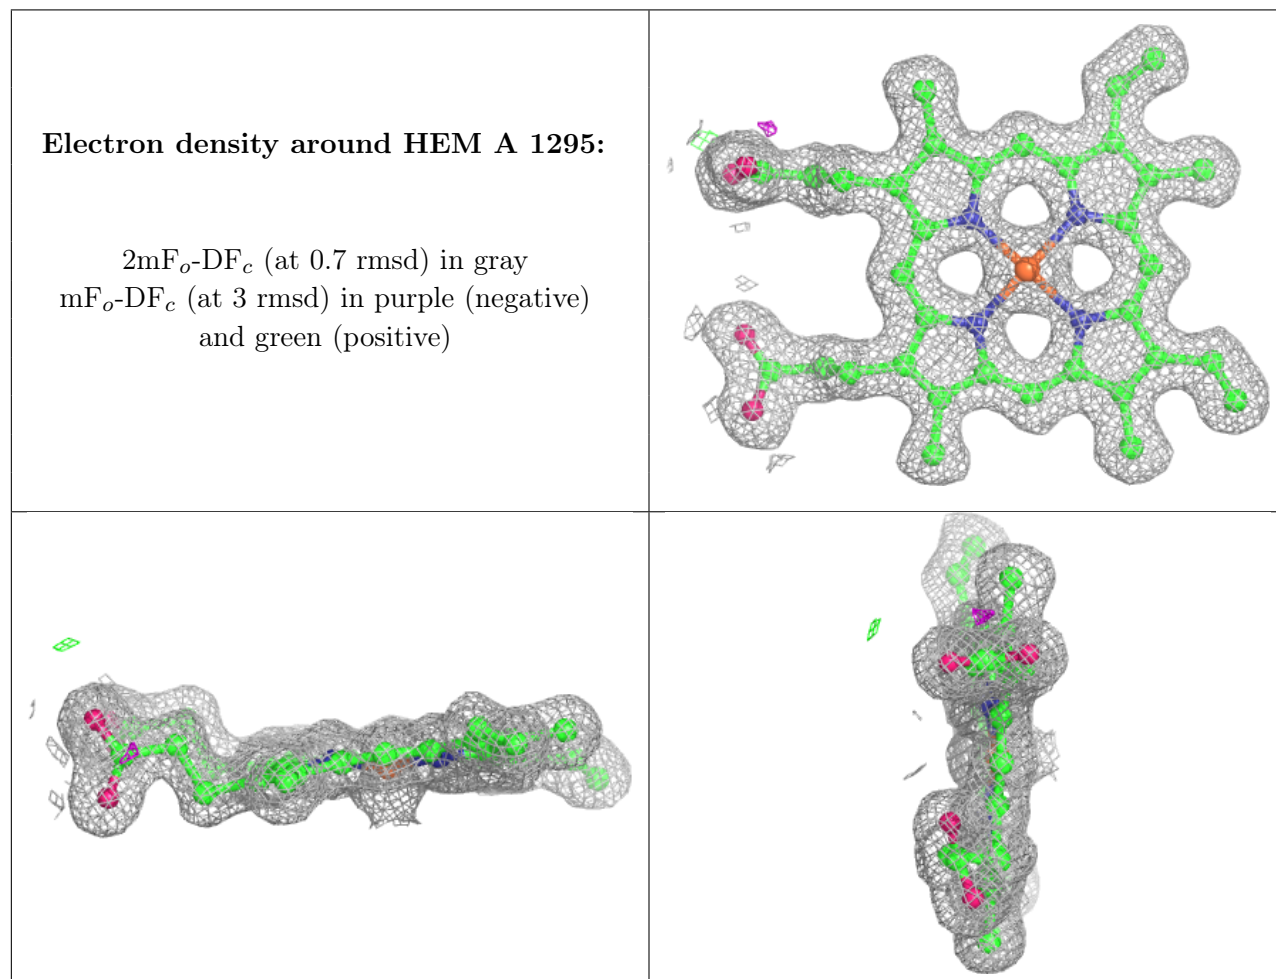 Electron density around HEM A 1295:
2mFₒ-DF𝒸 (at 0.7 rmsd) in gray
mFₒ-DF𝒸 (at 3 rmsd) in purple (negative)
and green (positive)